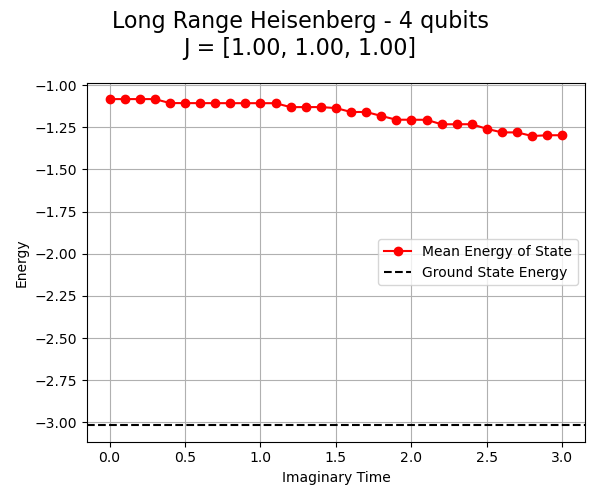 Long Range Heisenberg - 4 qubits
J = [1.00, 1.00, 1.00]
−1.00
−1.25
−1.50
−1.75
−2.00
−2.25
−2.50
−2.75
−3.00
Energy
Mean Energy of State
Ground State Energy
0.0 0.5 1.0 1.5 2.0 2.5 3.0
Imaginary Time